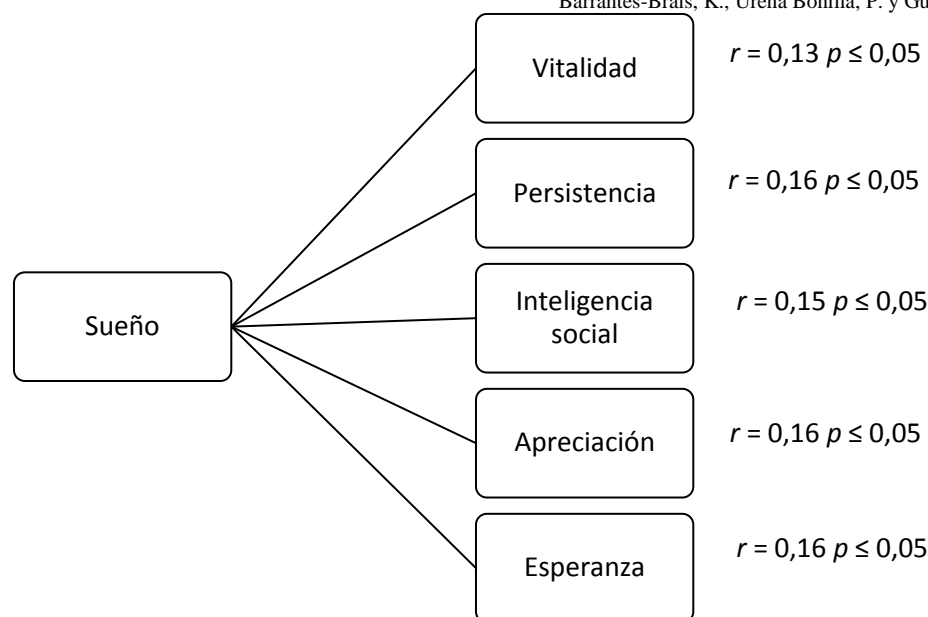 Barrantes-Brais, K., Ureña Bonilla, P. y Gu
Vitalidad
r = 0,13 p ≤ 0,05
Persistencia
r = 0,16 p ≤ 0,05
Inteligencia
social
r = 0,15 p ≤ 0,05
Sueño
Apreciación
r = 0,16 p ≤ 0,05
Esperanza
r = 0,16 p ≤ 0,05